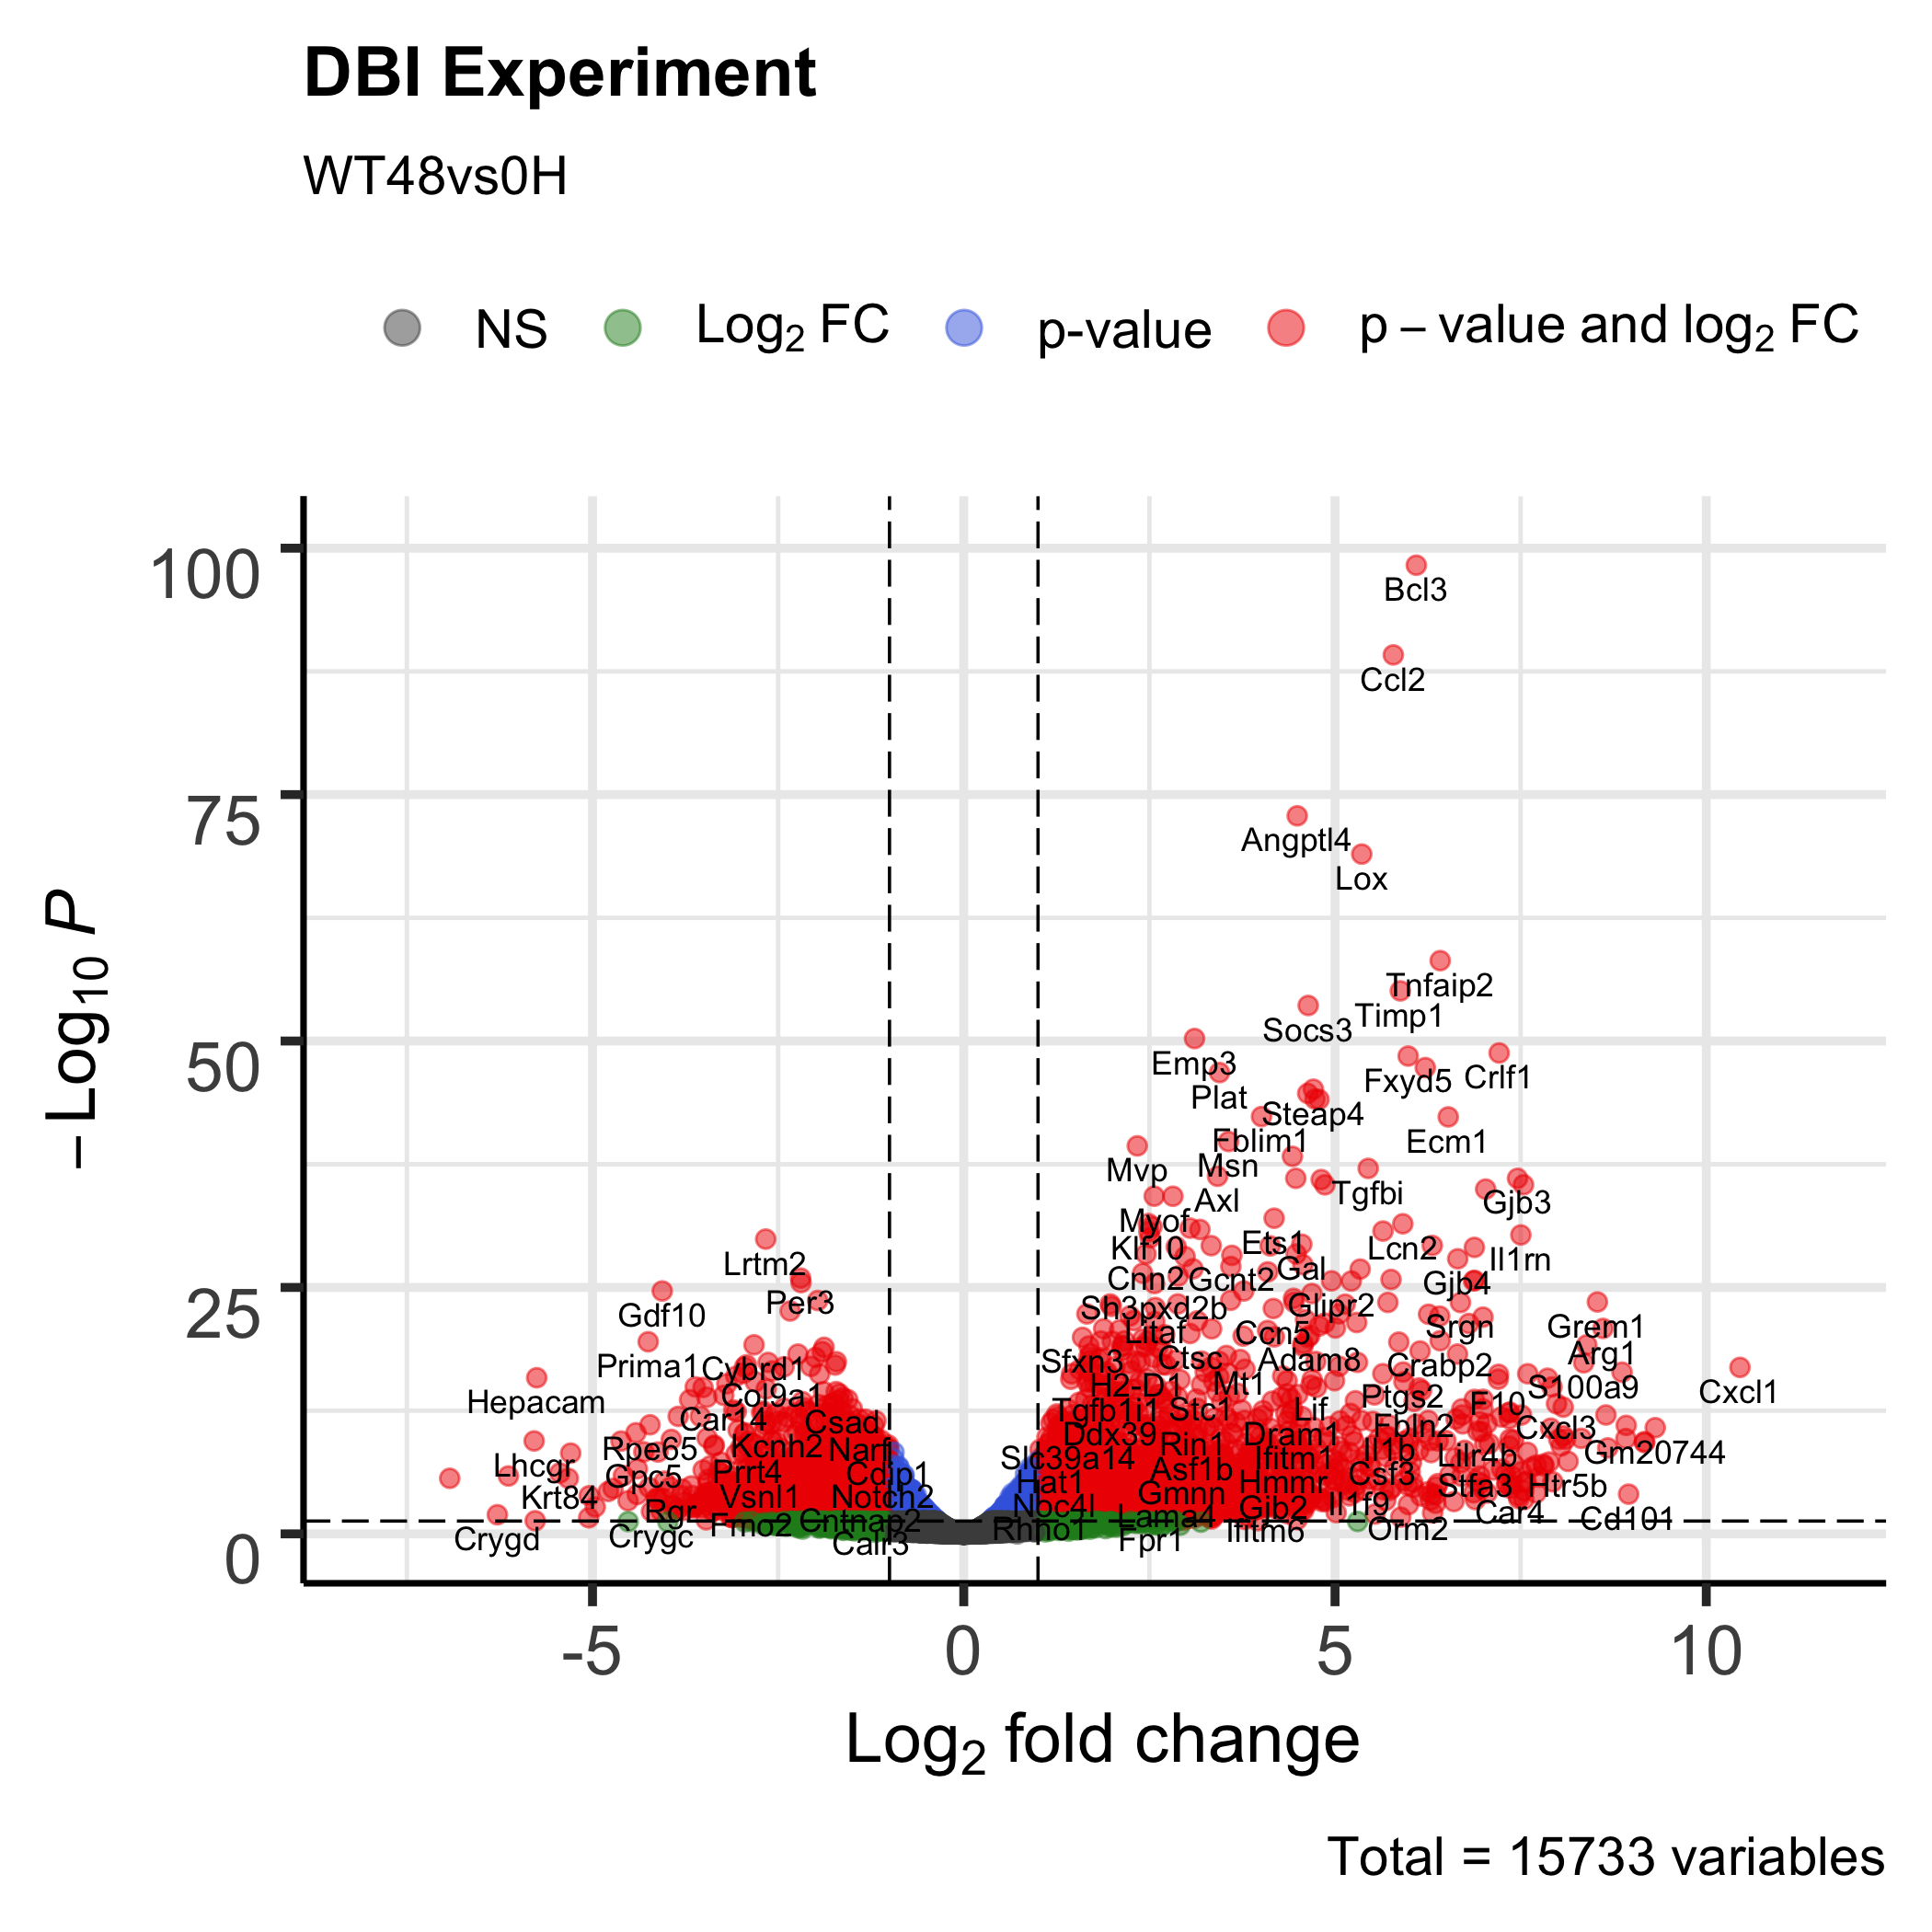 DBI Experiment
WT48vs0H
NS Log2 FC p-value p – value and log2 FC
100
75
50
25
0
-5 0 5 10
– Log10 P
Log2 fold change
Bcl3
Ccl2
Angptl4
Lox
Tnfaip2
Timp1
Socs3
Emp3
Fxyd5 Crlf1
Plat
Steap4
Fblim1 Ecm1
Mvp Msn
Axl Tgfbi Gjb3
Myof
Klf10 Ets1 Lcn2 Il1rn
Lrtm2 Cnn2 Gcnt2 Gal Gjb4
Gdf10 Per3 Sh3pxd2b Glipr2 Srgn Grem1
Litaf Ccn5
Prima1 Cybrd1 Sfxn3 Ctsc Adam8 Crabp2 Arg1
Hepacam Col9a1 H2-D1 Mt1 Ptgs2 S100a9 Cxcl1
Car14 Csad Tgfb1i1 Stc1 Lif F10
Rpe65 Kcnh2 Narf Ddx39 Rin1 Dram1 Fbln2 Cxcl3
Lhcgr Slc39a14 Ifitm1 Il1b Lilr4b Gm20744
Gpc5 Prrt4 Cdip1 Hat1 Asf1b Hmmr Csf3 Stfa3 Htr5b
Krt84 Vsnl1 Notch2 Gmnn
Rgr Noc4l Lama4 Gjb2 Il1f9 Car4 Cd101
Crygd Crygc Fmo2 Cntnap2 Rhno1 Ifitm6 Orm2
Calr3 Fpr1
Total = 15733 variables